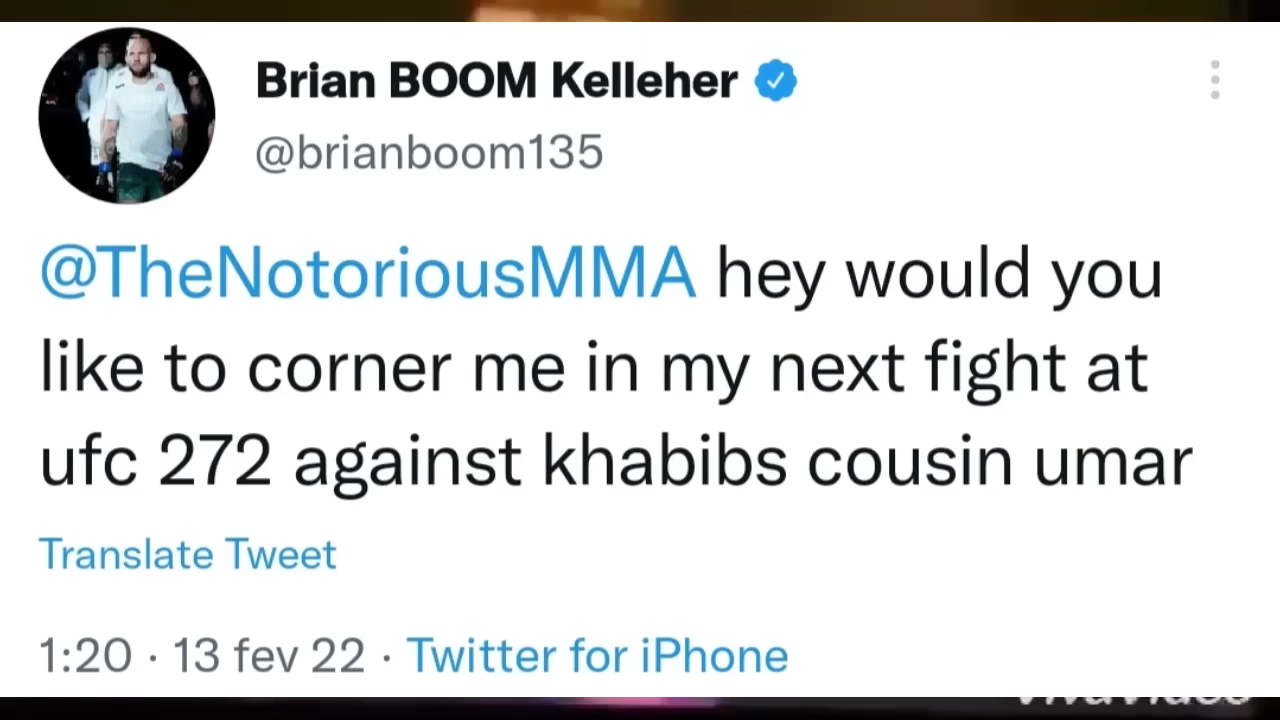 Brian BOOM Kelleher
@brianboom135
@TheNotoriousMMA hey would you
like to corner me in my next fight at
ufc 272 against khabibs cousin umar
Translate Tweet
1:20 · 13 fev 22 · Twitter for iPhone